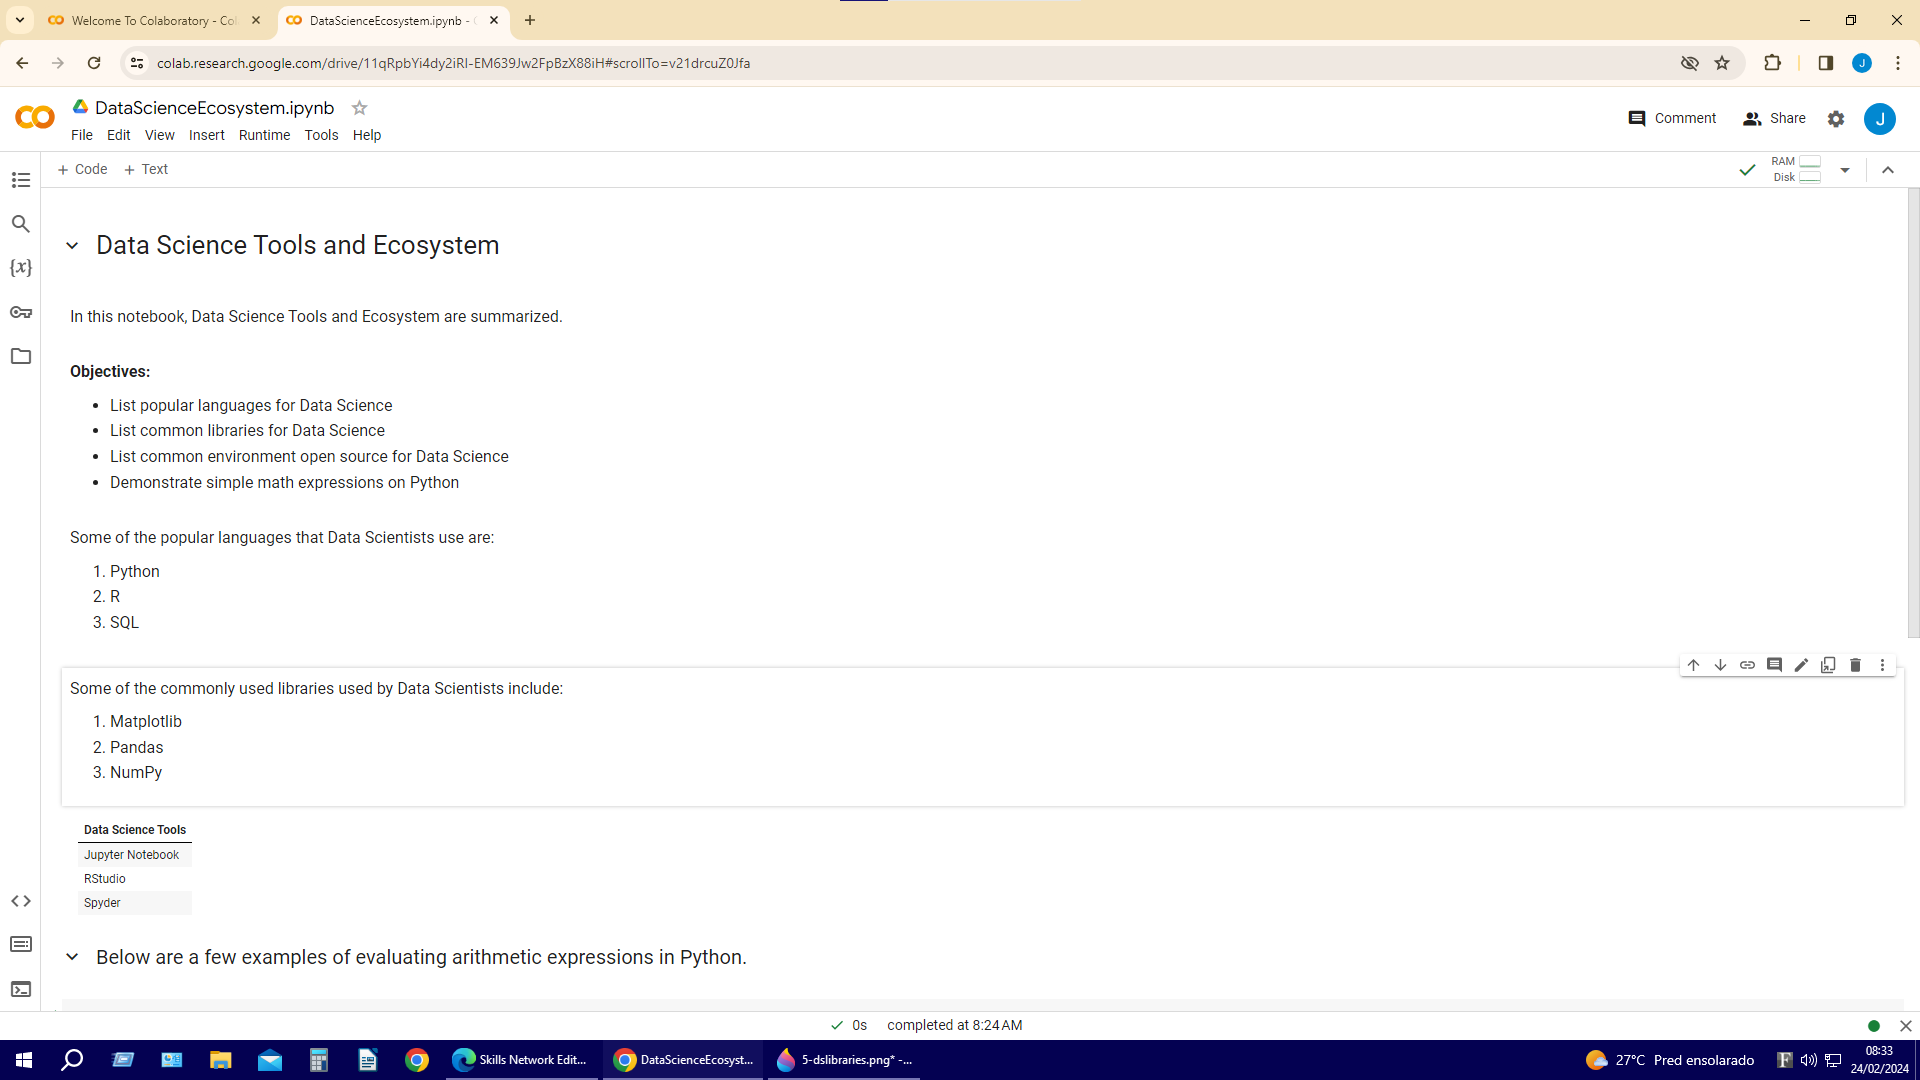 Welcome To Colaboratory - Col
DataScienceEcosystem.ipynb -
colab.research.google.com/drive/11qRpbYi4dy2iRI-EM639Jw2FpBzX88iH#scrollTo=v21drcuZ0Jfa
J
DataScienceEcosystem.ipynb
File Edit View Insert Runtime Tools Help
Comment Share J
+ Code + Text
RAM
Disk
Data Science Tools and Ecosystem
In this notebook, Data Science Tools and Ecosystem are summarized.
Objectives:
• List popular languages for Data Science
• List common libraries for Data Science
• List common environment open source for Data Science
• Demonstrate simple math expressions on Python
Some of the popular languages that Data Scientists use are:
1. Python
2. R
3. SQL
Some of the commonly used libraries used by Data Scientists include:
1. Matplotlib
2. Pandas
3. NumPy
Data Science Tools
Jupyter Notebook
RStudio
Spyder
Below are a few examples of evaluating arithmetic expressions in Python.
0s completed at 8:24 AM
Skills Network Edit...
DataScienceEcosyst...
5-dslibraries.png* -...
27°C Pred ensolarado
08:33
24/02/2024